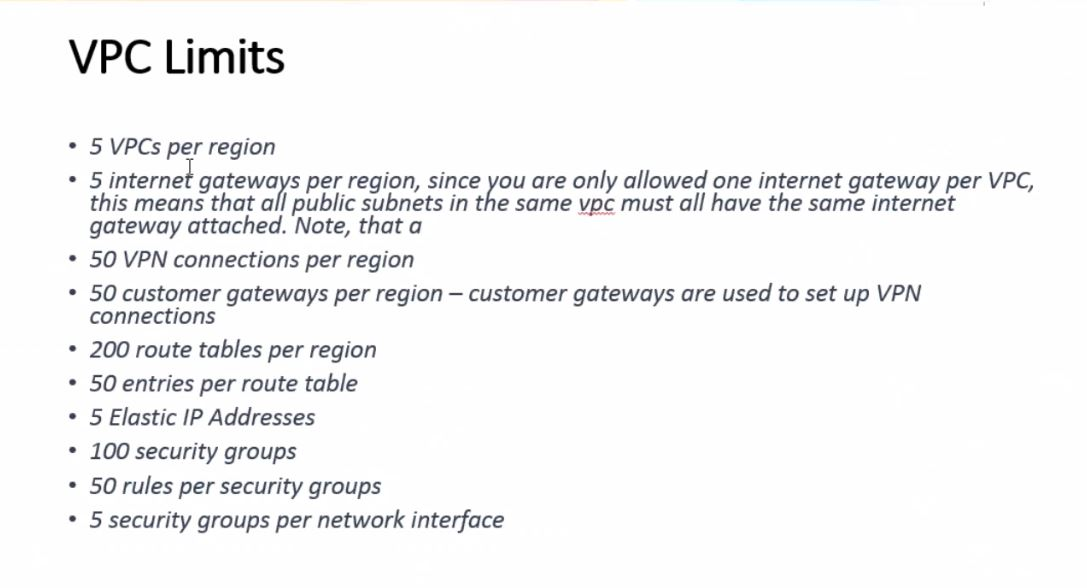 VPC Limits
• 5 VPCs per region
• 5 internet gateways per region, since you are only allowed one internet gateway per VPC,
this means that all public subnets in the same vpc must all have the same internet
gateway attached. Note, that a
• 50 VPN connections per region
• 50 customer gateways per region – customer gateways are used to set up VPN
connections
• 200 route tables per region
• 50 entries per route table
• 5 Elastic IP Addresses
• 100 security groups
• 50 rules per security groups
• 5 security groups per network interface